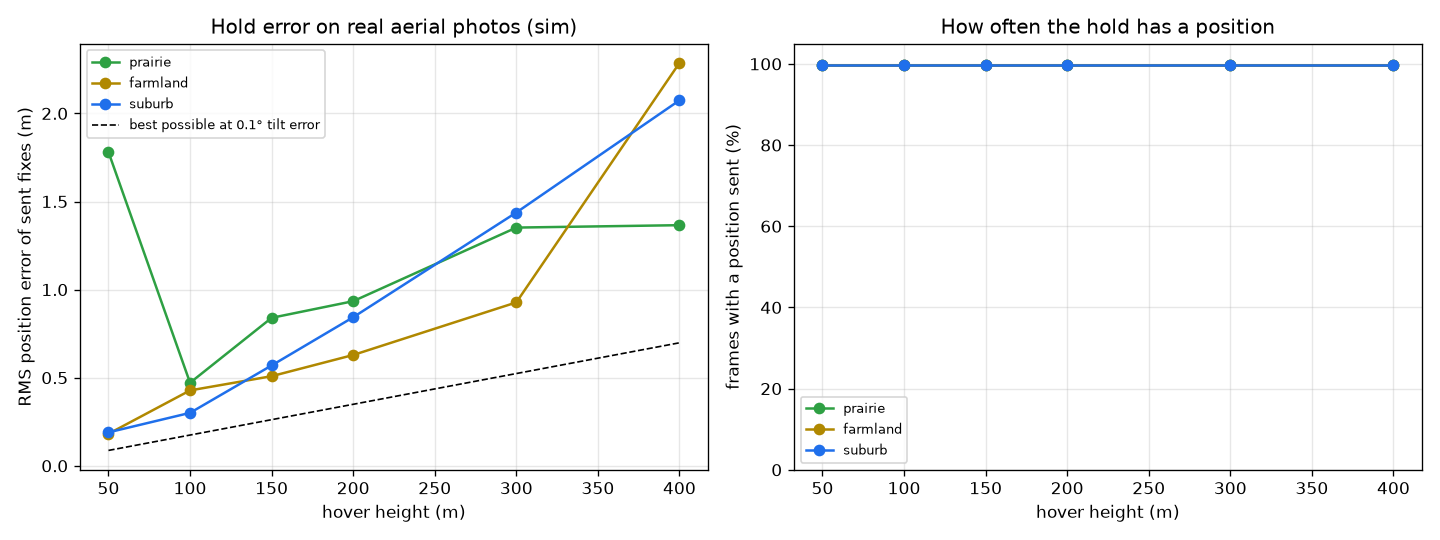 Hold error on real aerial photos (sim)
RMS position error of sent fixes (m)
2.0
1.5
1.0
0.5
0.0
prairie
farmland
suburb
best possible at 0.1° tilt error
50 100 150 200 250 300 350 400
hover height (m)
How often the hold has a position
frames with a position sent (%)
100
80
60
40
20
0
prairie
farmland
suburb
50 100 150 200 250 300 350 400
hover height (m)